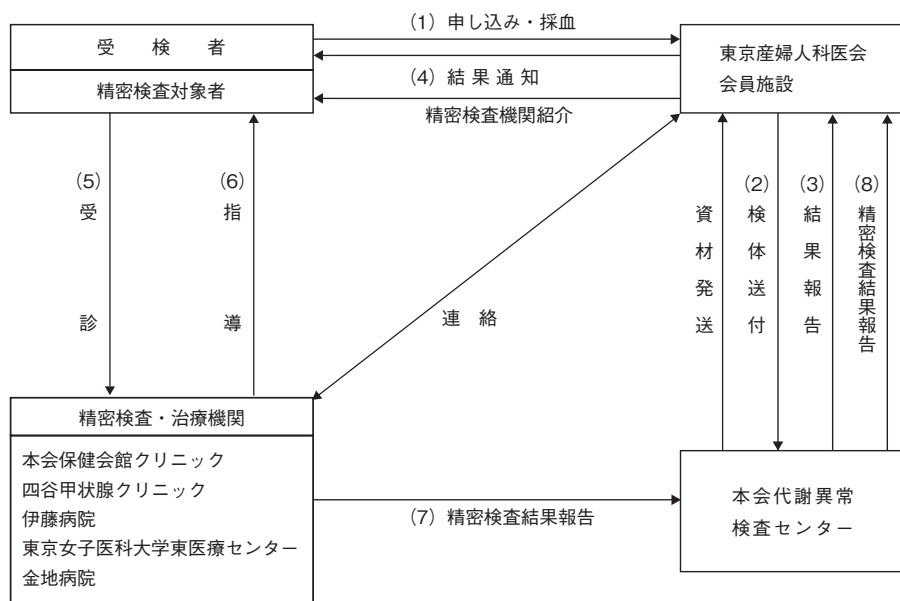 受検者
精密検査対象者
(1)申し込み・採血
(4)結果通知
精密検査機関紹介
東京産婦人科医会
会員施設
(5)
受診
(6)
指導
連絡
資材発送
(2)
検体送付
(3)
結果報告
(8)
精密検査結果報告
精密検査・治療機関
本会保健会館クリニック
四谷甲状腺クリニック
伊藤病院
東京女子医科大学東医療センター
金地病院
(7)精密検査結果報告
本会代謝異常
検査センター